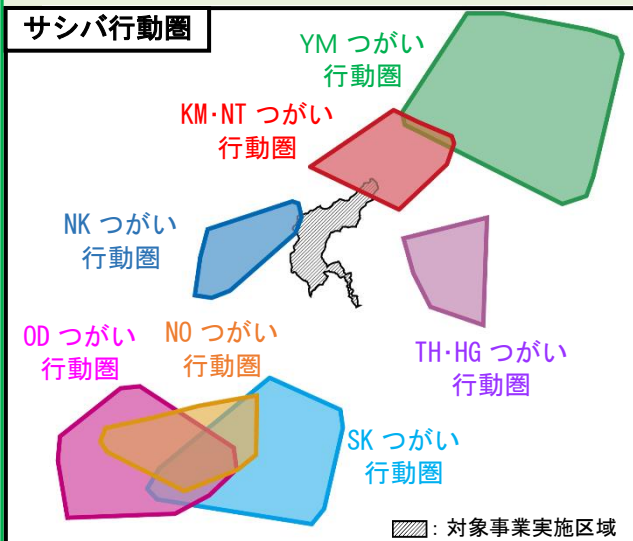 サシバ行動圏
YM つがい
行動圏
KM・NT つがい
行動圏
NK つがい
行動圏
OD つがい
行動圏
NO つがい
行動圏
TH・HG つがい
行動圏
SK つがい
行動圏
：対象事業実施区域